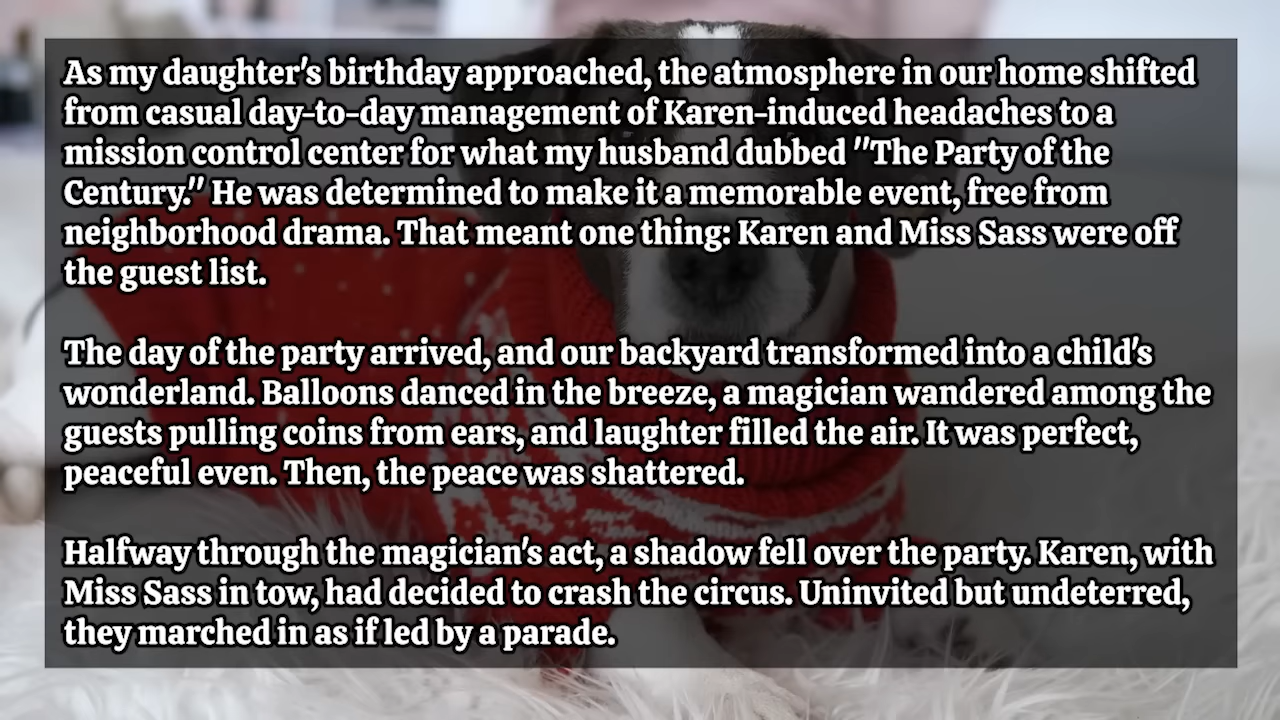 As my daughter's birthday approached, the atmosphere in our home shifted
from casual day-to-day management of Karen-induced headaches to a
mission control center for what my husband dubbed "The Party of the
Century." He was determined to make it a memorable event, free from
neighborhood drama. That meant one thing: Karen and Miss Sass were off
the guest list.
The day of the party arrived, and our backyard transformed into a child's
wonderland. Balloons danced in the breeze, a magician wandered among the
guests pulling coins from ears, and laughter filled the air. It was perfect,
peaceful even. Then, the peace was shattered.
Halfway through the magician's act, a shadow fell over the party. Karen, with
Miss Sass in tow, had decided to crash the circus. Uninvited but undeterred,
they marched in as if led by a parade.